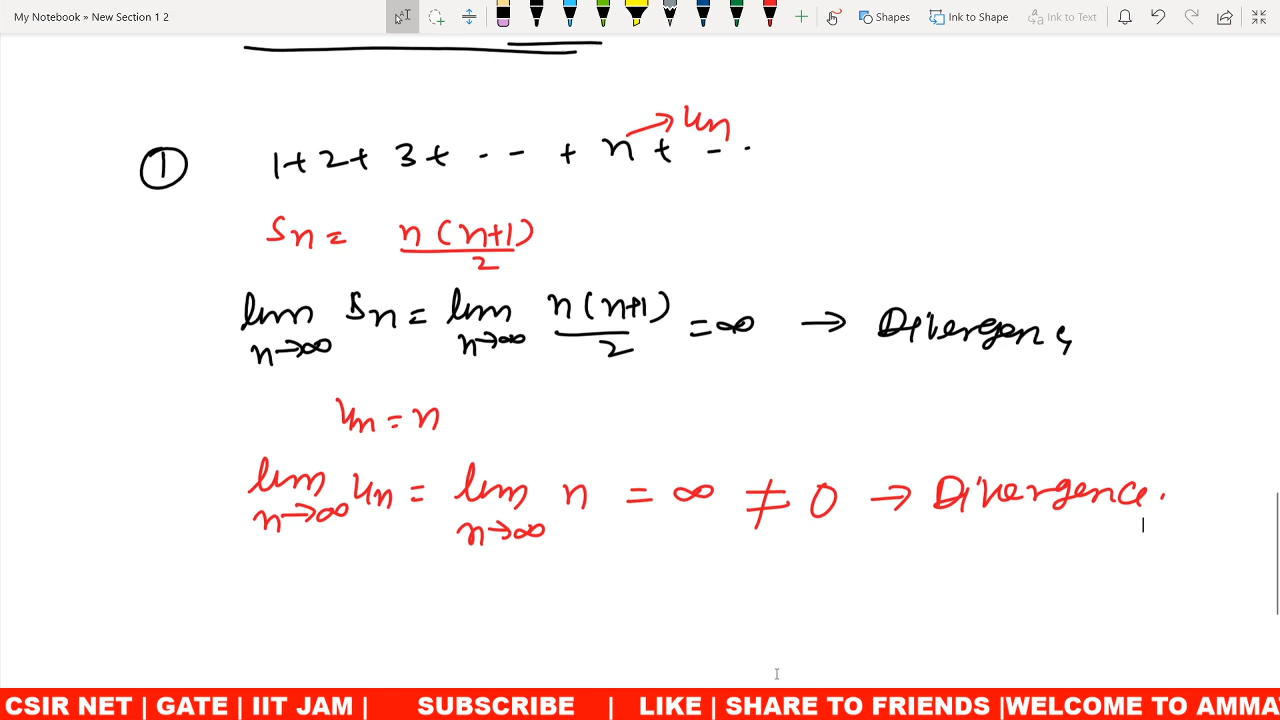 My Notebook » New Section 1 2
Shapes
Ink to Shape
Ink to Text
① 1+2+3+ ... + n + ...
→ un
Sn = n(n+1)/2
lim n→∞ Sn = lim n→∞ n(n+1)/2 = ∞ → Divergence
un = n
lim n→∞ un = lim n→∞ n = ∞ ≠ 0 → Divergence.
CSIR NET | GATE | IIT JAM | SUBSCRIBE | LIKE | SHARE TO FRIENDS |WELCOME TO AMMA